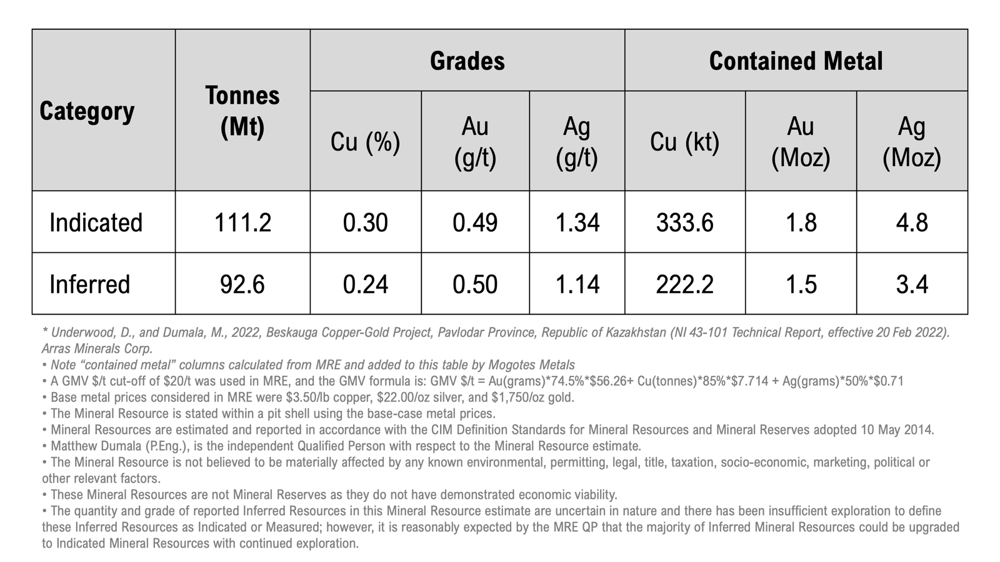 Category Tonnes (Mt) Grades Contained Metal
Cu (%) Au (g/t) Ag (g/t) Cu (kt) Au (Moz) Ag (Moz)
Indicated 111.2 0.30 0.49 1.34 333.6 1.8 4.8
Inferred 92.6 0.24 0.50 1.14 222.2 1.5 3.4
* Underwood, D., and Dumala, M., 2022, Beskauga Copper-Gold Project, Pavlodar Province, Republic of Kazakhstan (NI 43-101 Technical Report, effective 20 Feb 2022).
Arras Minerals Corp.
• Note “contained metal” columns calculated from MRE and added to this table by Mogotes Metals
• A GMV $/t cut-off of $20/t was used in MRE, and the GMV formula is: GMV $/t = Au(grams)*74.5%*$56.26+ Cu(tonnes)*85%*$7.714 + Ag(grams)*50%*$0.71
• Base metal prices considered in MRE were $3.50/lb copper, $22.00/oz silver, and $1,750/oz gold.
• The Mineral Resource is stated within a pit shell using the base-case metal prices.
• Mineral Resources are estimated and reported in accordance with the CIM Definition Standards for Mineral Resources and Mineral Reserves adopted 10 May 2014.
• Matthew Dumala (P.Eng.), is the independent Qualified Person with respect to the Mineral Resource estimate.
• The Mineral Resource is not believed to be materially affected by any known environmental, permitting, legal, title, taxation, socio-economic, marketing, political or
other relevant factors.
• These Mineral Resources are not Mineral Reserves as they do not have demonstrated economic viability.
• The quantity and grade of reported Inferred Resources in this Mineral Resource estimate are uncertain in nature and there has been insufficient exploration to define
these Inferred Resources as Indicated or Measured; however, it is reasonably expected by the MRE QP that the majority of Inferred Mineral Resources could be upgraded
to Indicated Mineral Resources with continued exploration.